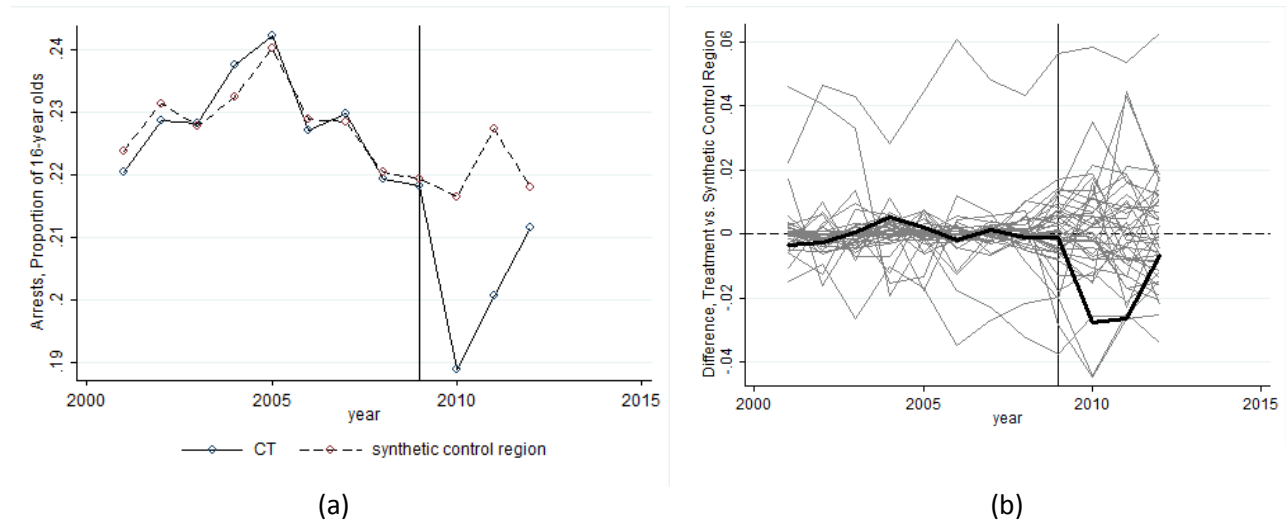 Arrests, Proportion of 16-year olds
.24
.23
.22
.21
.2
.19
2000
2005
2010
2015
year
CT
synthetic control region
(a)
Difference, Treatment vs. Synthetic Control Region
.06
.04
.02
0
-.02
-.04
2000
2005
2010
2015
year
(b)